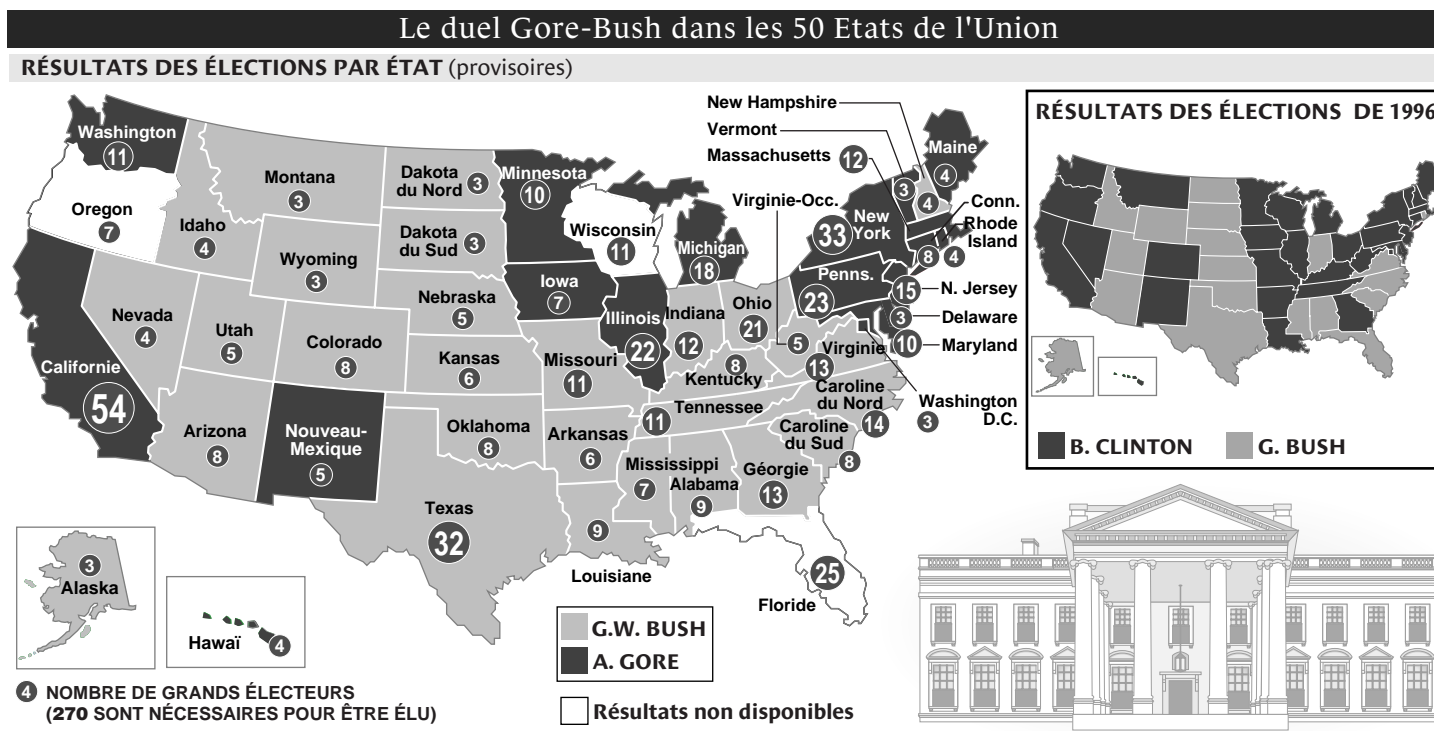 Le duel Gore-Bush dans les 50 Etats de l'Union
RÉSULTATS DES ÉLECTIONS PAR ÉTAT (provisoires)
Washington
11
Oregon
7
Californie
54
Nevada
4
Idaho
4
Montana
3
Wyoming
3
Utah
5
Colorado
8
Arizona
8
Nouveau-
Mexique
5
Dakota
du Nord
3
Dakota
du Sud
3
Nebraska
5
Kansas
6
Oklahoma
8
Texas
32
Minnesota
10
Iowa
7
Missouri
11
Arkansas
6
9
Louisiane
Wisconsin
11
Illinois
22
Michigan
18
Indiana
12
Ohio
21
Kentucky
8
Tennessee
11
Mississippi
7
Alabama
9
Géorgie
13
Floride
25
Caroline
du Sud
8
Caroline
du Nord
14
Virginie
13
Virginie-Occ.
5
Penns.
23
New
York
33
New Hampshire
4
Vermont
3
Massachusetts
12
Maine
4
Conn.
8
Rhode
Island
4
15
N. Jersey
3
Delaware
10
Maryland
Washington
D.C.
3
3
Alaska
Hawaï
4
4 NOMBRE DE GRANDS ÉLECTEURS
(270 SONT NÉCESSAIRES POUR ÊTRE ÉLU)
G.W. BUSH
A. GORE
Résultats non disponibles
RÉSULTATS DES ÉLECTIONS DE 1996
B. CLINTON
G. BUSH